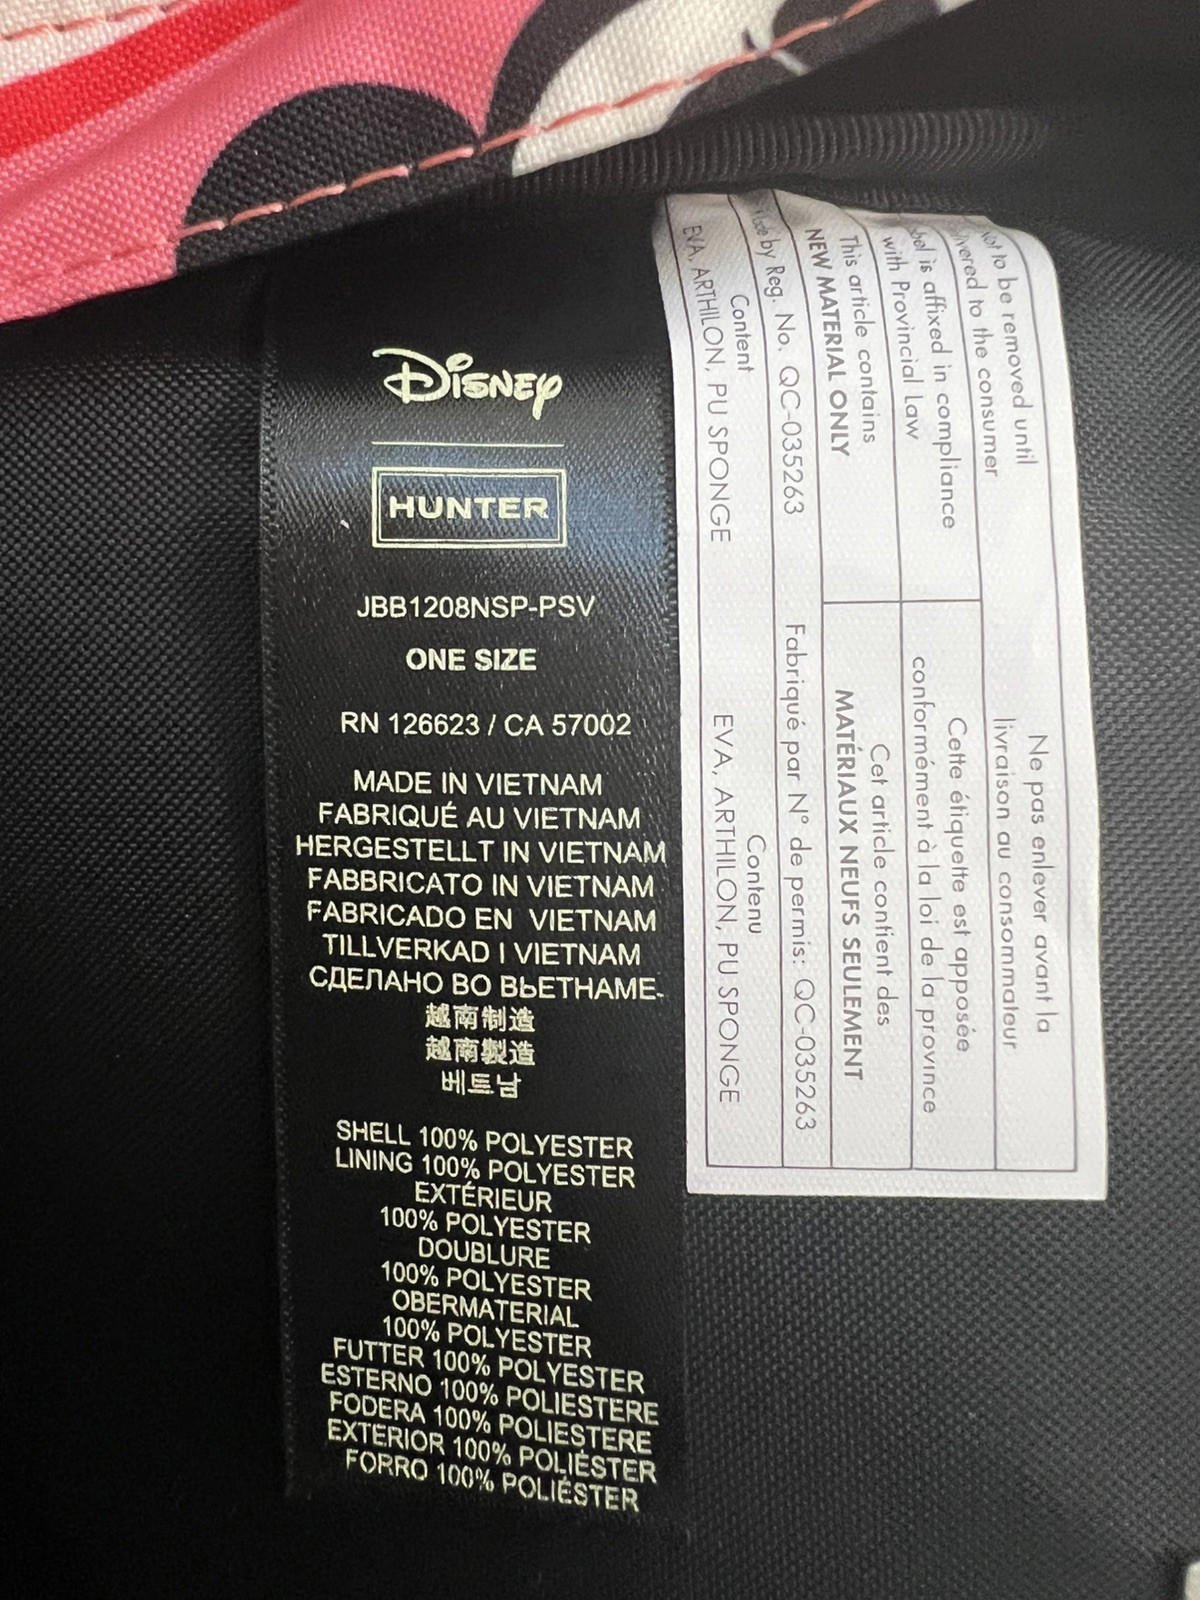 Disney
HUNTER
JBB1208NSP-PSV
ONE SIZE
RN 126623 / CA 57002
MADE IN VIETNAM
FABRIQUÉ AU VIETNAM
HERGESTELLT IN VIETNAM
FABBRICATO IN VIETNAM
FABRICADO EN VIETNAM
TILLVERKAD I VIETNAM
СДЕЛАНО ВО ВЬЕТНАМЕ-
越南制造
越南製造
베트남
SHELL 100% POLYESTER
LINING 100% POLYESTER
EXTÉRIEUR
100% POLYESTER
DOUBLURE
100% POLYESTER
OBERMATERIAL
100% POLYESTER
FUTTER 100% POLYESTER
ESTERNO 100% POLIESTERE
FODERA 100% POLIESTERE
EXTERIOR 100% POLIÉSTER
FORRO 100% POLIÉSTER
to be removed until
to the consumer
is affixed in compliance
with Provincial law
This article contains
NEW MATERIAL ONLY
by Reg. No. QC-035263
Content
EVA, ARTHILON, PU SPONGE
Ne pas enlever avant la
livraison au consommateur
Cette étiquette est apposée
conformément à la loi de la province
Cet article contient des
MATÉRIAUX NEUFS SEULEMENT
Fabriqué par N° de permis: QC-035263
Contenu
EVA, ARTHILON, PU SPONGE